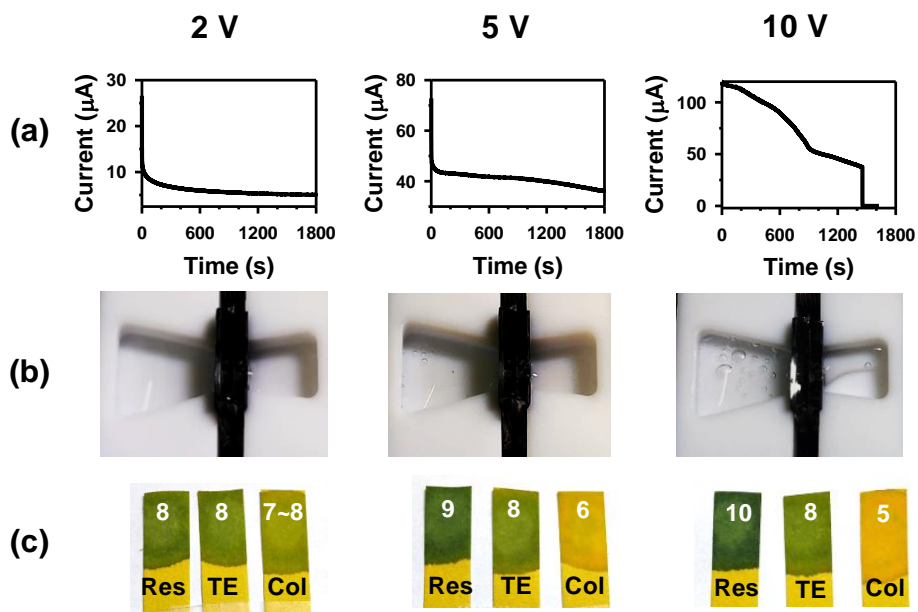 2 V 5 V 10 V
(a)
Current (μA)
30
20
10
0 600 1200 1800
Time (s)
Current (μA)
80
60
40
0 600 1200 1800
Time (s)
Current (μA)
100
50
0
0 600 1200 1800
Time (s)
(b)
(c)
8 8 7~8
Res TE Col
9 8 6
Res TE Col
10 8 5
Res TE Col